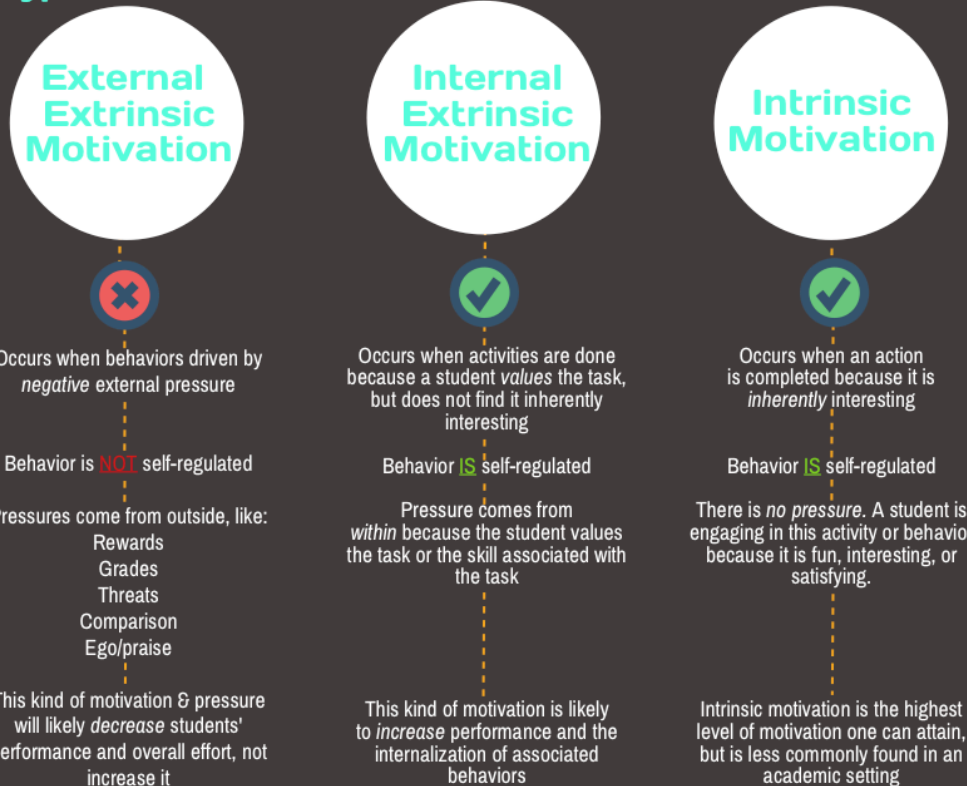 External
Extrinsic
Motivation
Occurs when behaviors driven by
negative external pressure
Behavior is NOT self-regulated
Pressures come from outside, like:
Rewards
Grades
Threats
Comparison
Ego/praise
This kind of motivation & pressure
will likely decrease students'
performance and overall effort, not
increase it
Internal
Extrinsic
Motivation
Occurs when activities are done
because a student values the task,
but does not find it inherently
interesting
Behavior IS self-regulated
Pressure comes from
within because the student values
the task or the skill associated with
the task
This kind of motivation is likely
to increase performance and the
internalization of associated
behaviors
Intrinsic
Motivation
Occurs when an action
is completed because it is
inherently interesting
Behavior IS self-regulated
There is no pressure. A student is
engaging in this activity or behavio
because it is fun, interesting, or
satisfying.
Intrinsic motivation is the highest
level of motivation one can attain,
but is less commonly found in an
academic setting